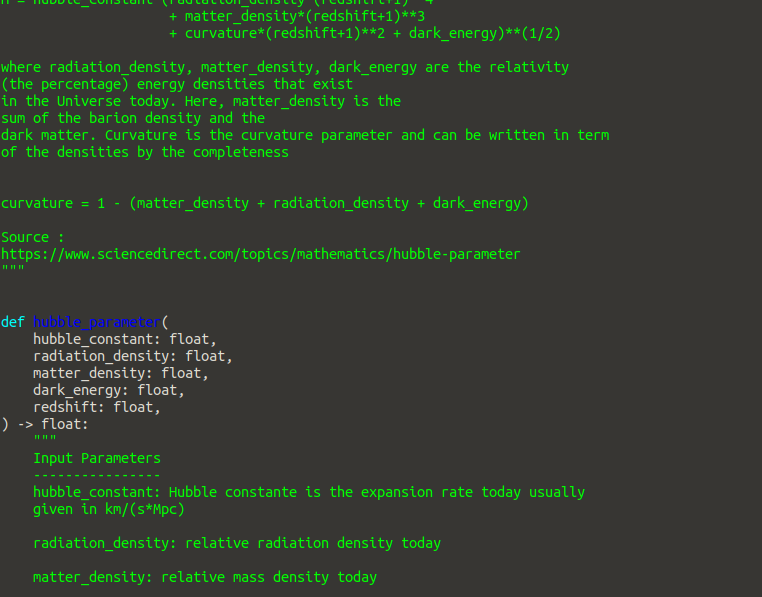 H = hubble_constant*(radiation_density*(redshift+1)**4
+ matter_density*(redshift+1)**3
+ curvature*(redshift+1)**2 + dark_energy)**(1/2)
where radiation_density, matter_density, dark_energy are the relativity
(the percentage) energy densities that exist
in the Universe today. Here, matter_density is the
sum of the barion density and the
dark matter. Curvature is the curvature parameter and can be written in term
of the densities by the completeness
curvature = 1 - (matter_density + radiation_density + dark_energy)
Source :
https://www.sciencedirect.com/topics/mathematics/hubble-parameter
"""
def hubble_parameter(
hubble_constant: float,
radiation_density: float,
matter_density: float,
dark_energy: float,
redshift: float,
) -> float:
"""
Input Parameters
----------------
hubble_constant: Hubble constante is the expansion rate today usually
given in km/(s*Mpc)
radiation_density: relative radiation density today
matter_density: relative mass density today